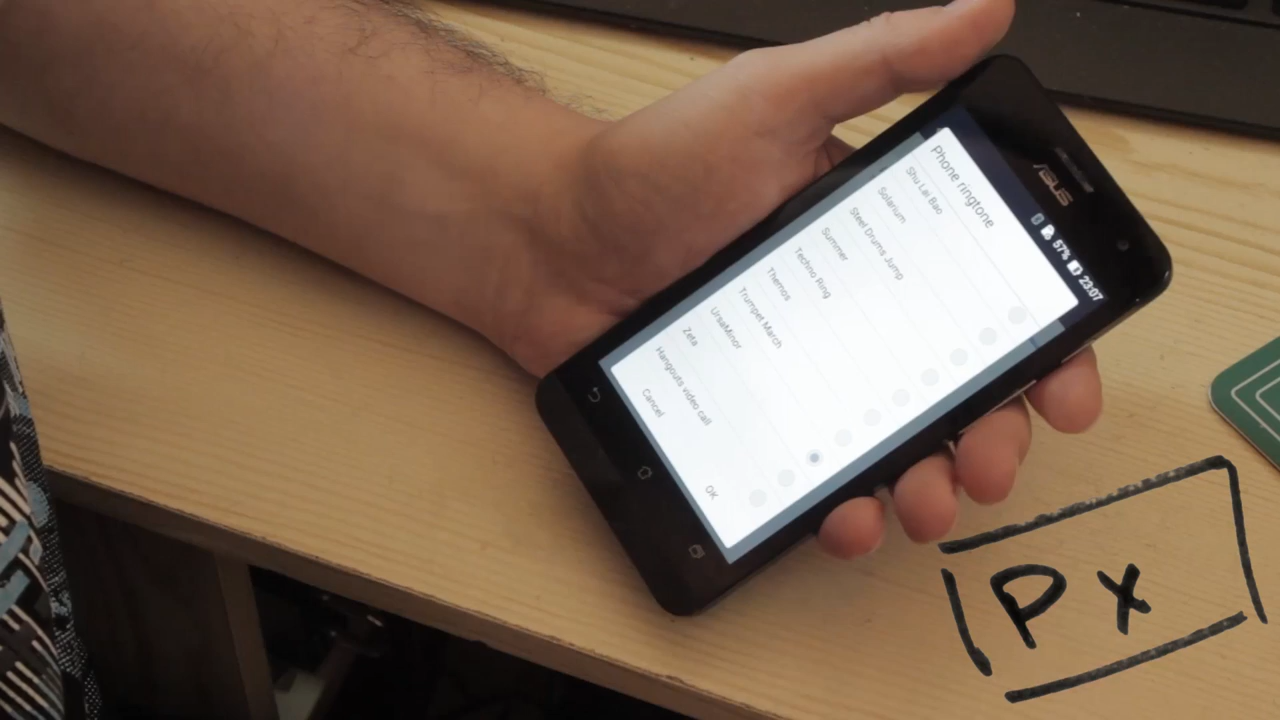 ASUS
57% 23:07
Phone ringtone
Shu Lai Bao
Solarium
Steel Drums Jump
Summer
Techno Ring
Themos
Trumpet March
UrsaMinor
Zeta
Hangouts video call
Cancel OK
Px